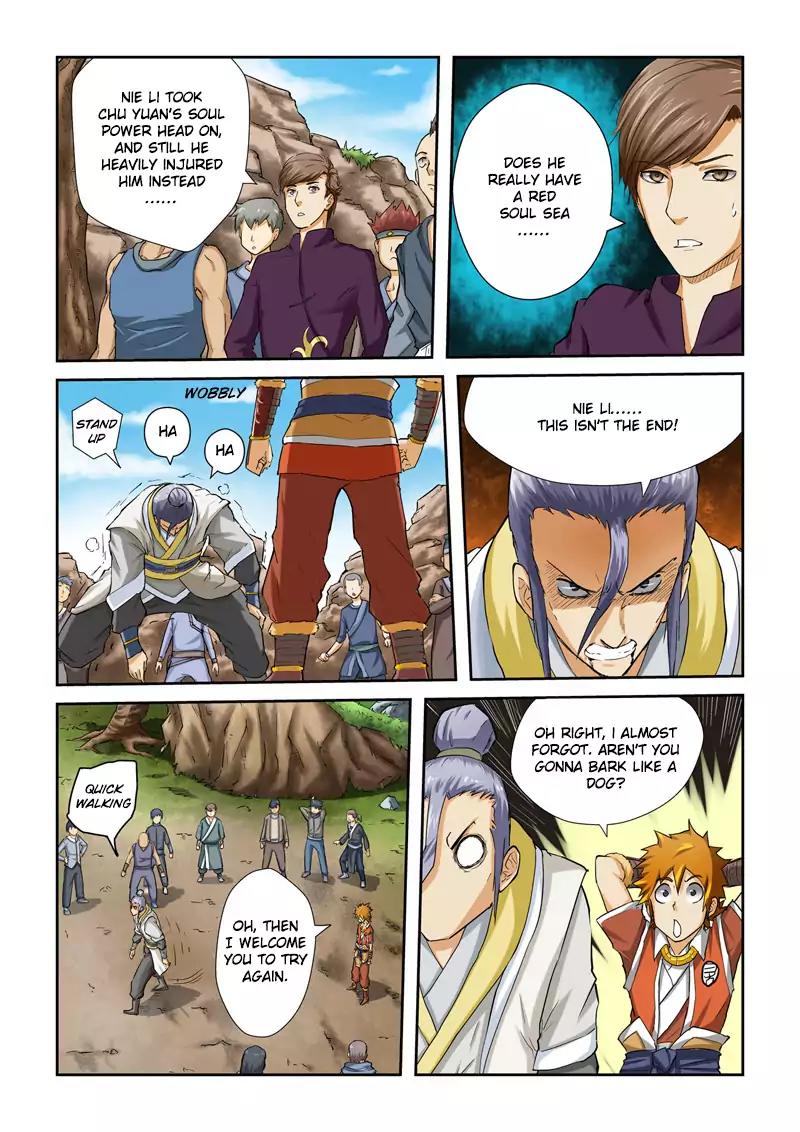 NIE LI TOOK
CHU YUAN'S SOUL
POWER HEAD ON,
AND STILL HE
HEAVILY INJURED
HIM INSTEAD
......
DOES HE
REALLY HAVE
A RED
SOUL SEA
......
STAND
UP
HA
HA
WOBBLY
NIE LI......
THIS ISN'T THE END!
QUICK
WALKING
OH, THEN
I WELCOME
YOU TO TRY
AGAIN.
OH RIGHT, I ALMOST
FORGOT. AREN'T YOU
GONNA BARK LIKE A
DOG?